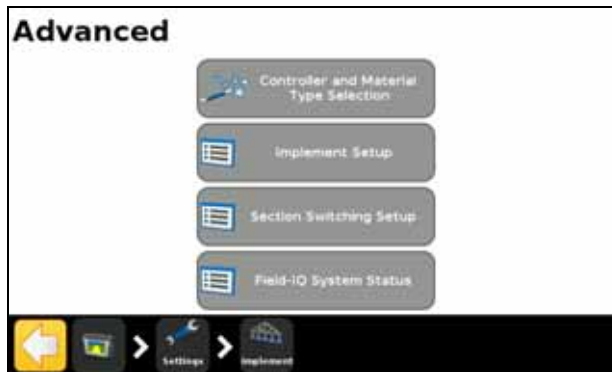 Advanced
Controller and Material
Type Selection
Implement Setup
Section Switching Setup
Field-IQ System Status
Settings
Implement